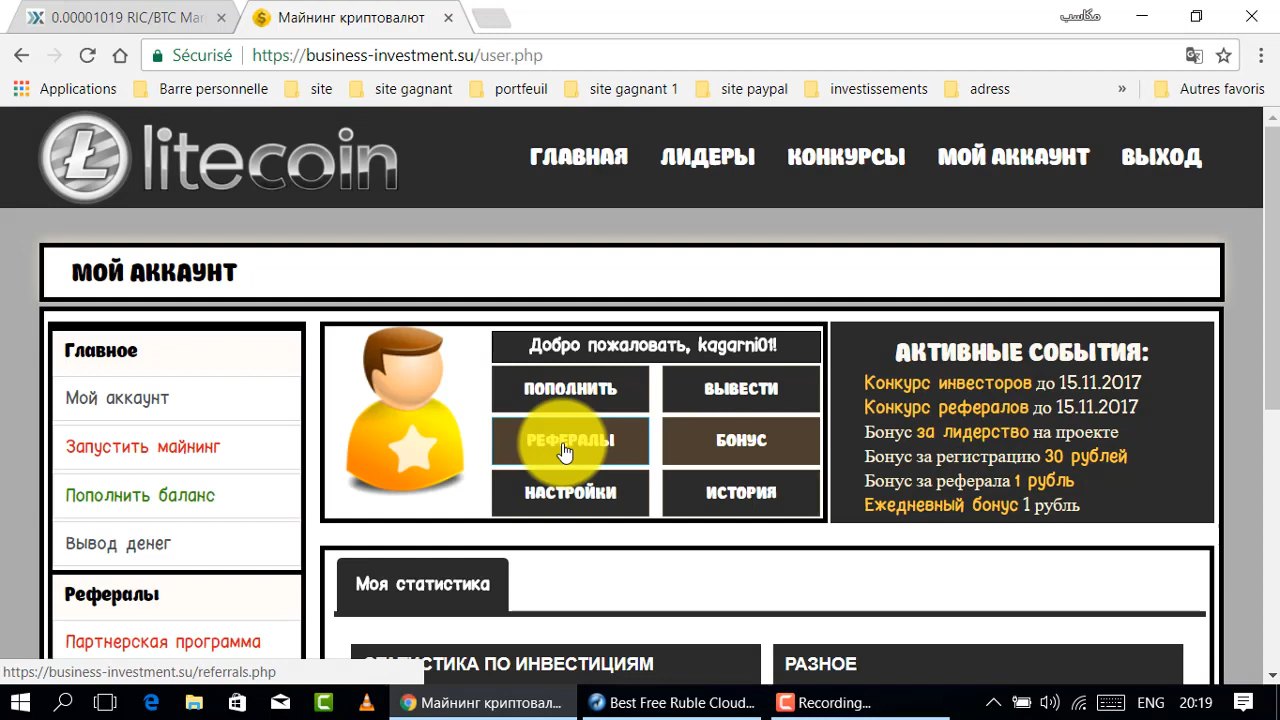 0.00001019 RIC/BTC Mar
Майнинг криптовалют
مكاسب
Sécurisé
https://business-investment.su/user.php
Applications
Barre personnelle
site
site gagnant
portfeuil
site gagnant 1
site paypal
investissements
adress
»
Autres favoris
litecoin
ГЛАВНАЯ
ЛИДЕРЫ
КОНКУРСЫ
МОЙ АККАУНТ
ВЫХОД
МОЙ АККАУНТ
Главное
Мой аккаунт
Запустить майнинг
Пополнить баланс
Вывод денег
Рефералы
Партнерская программа
Добро пожаловать, kagarni01!
ПОПОЛНИТЬ
ВЫВЕСТИ
РЕФЕРАЛЫ
БОНУС
НАСТРОЙКИ
ИСТОРИЯ
АКТИВНЫЕ СОБЫТИЯ:
Конкурс инвесторов до 15.11.2017
Конкурс рефералов до 15.11.2017
Бонус за лидерство на проекте
Бонус за регистрацию 30 рублей
Бонус за реферала 1 рубль
Ежедневный бонус 1 рубль
Моя статистика
СТАТИСТИКА ПО ИНВЕСТИЦИЯМ
РАЗНОЕ
https://business-investment.su/referrals.php
Майнинг криптовал...
Best Free Ruble Cloud...
Recording...
ENG
20:19